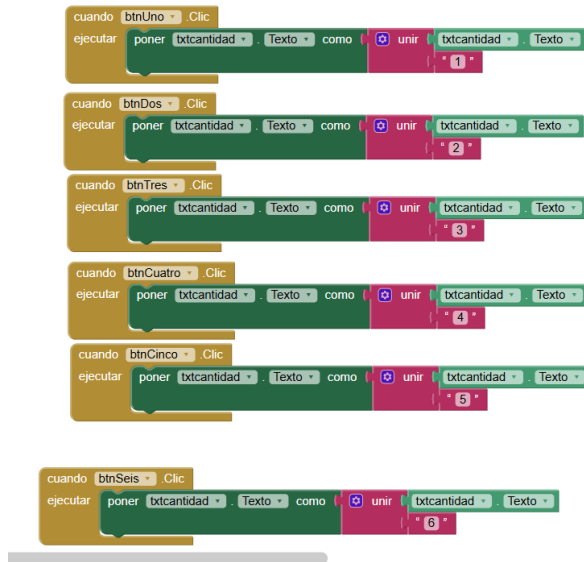 cuando btnUno .Clic
ejecutar poner txtcantidad . Texto como unir txtcantidad . Texto
" 1 "
cuando btnDos .Clic
ejecutar poner txtcantidad . Texto como unir txtcantidad . Texto
" 2 "
cuando btnTres .Clic
ejecutar poner txtcantidad . Texto como unir txtcantidad . Texto
" 3 "
cuando btnCuatro .Clic
ejecutar poner txtcantidad . Texto como unir txtcantidad . Texto
" 4 "
cuando btnCinco .Clic
ejecutar poner txtcantidad . Texto como unir txtcantidad . Texto
" 5 "
cuando btnSeis .Clic
ejecutar poner txtcantidad . Texto como unir txtcantidad . Texto
" 6 "